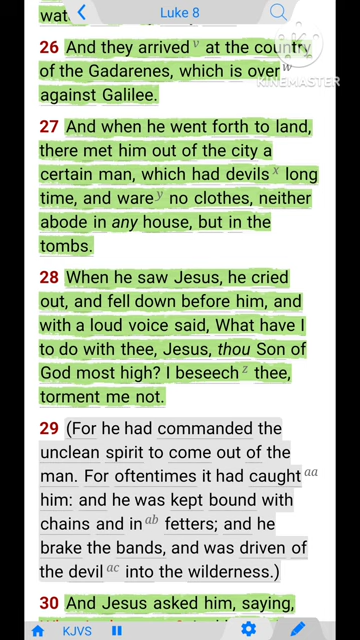 Luke 8
26 And they arrived v at the country w
of the Gadarenes, which is over
against Galilee.
KINEMASTER
27 And when he went forth to land,
there met him out of the city a
certain man, which had devils x long
time, and ware y no clothes, neither
abode in any house, but in the
tombs.
28 When he saw Jesus, he cried
out, and fell down before him, and
with a loud voice said, What have I
to do with thee, Jesus, thou Son of
God most high? I beseech z thee,
torment me not.
29 (For he had commanded the
unclean spirit to come out of the
man. For oftentimes it had caught aa
him: and he was kept bound with
chains and in ab fetters; and he
brake the bands, and was driven of
the devil ac into the wilderness.)
30 And Jesus asked him, saying,
KJVS